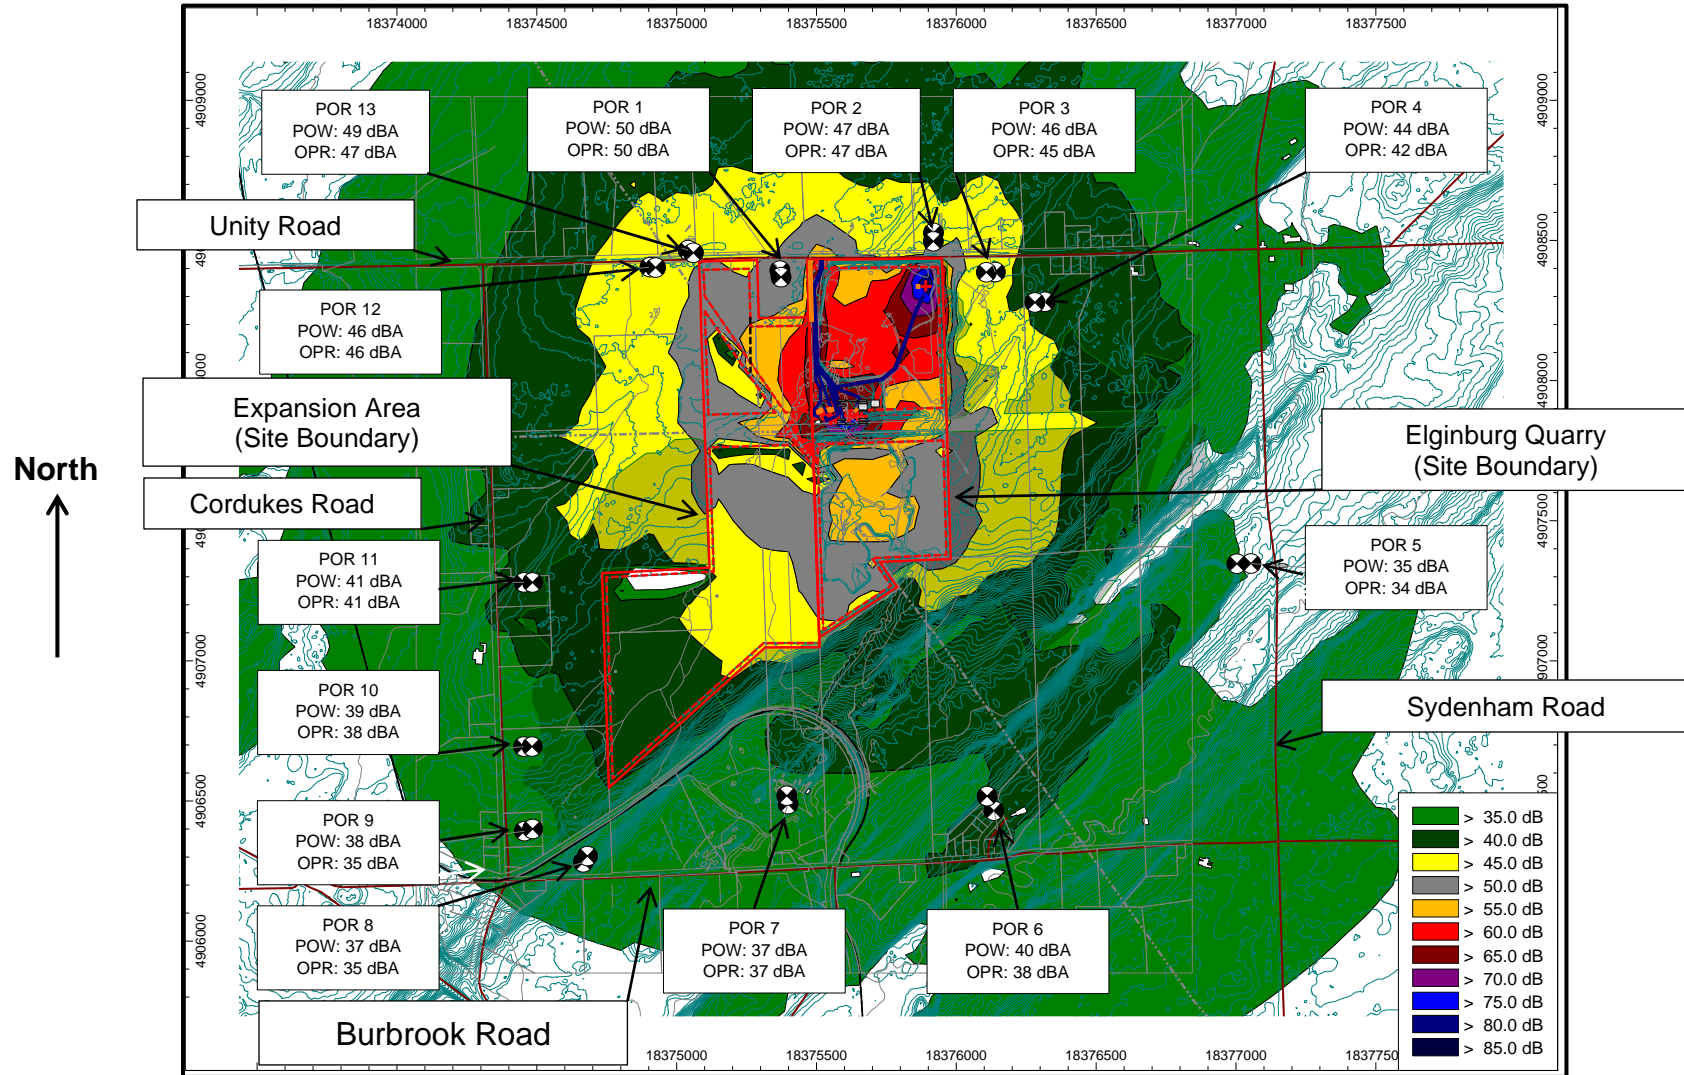 18374000 18374500 18375000 18375500 18376000 18376500 18377000 18377500
4909000
4909000
POR 13
POW: 49 dBA
OPR: 47 dBA
POR 1
POW: 50 dBA
OPR: 50 dBA
POR 2
POW: 47 dBA
OPR: 47 dBA
POR 3
POW: 46 dBA
OPR: 45 dBA
POR 4
POW: 44 dBA
OPR: 42 dBA
Unity Road
4908500
POR 12
POW: 46 dBA
OPR: 46 dBA
4908000
Expansion Area
(Site Boundary)
Elginburg Quarry
(Site Boundary)
North
Cordukes Road
4907500
POR 11
POW: 41 dBA
OPR: 41 dBA
POR 5
POW: 35 dBA
OPR: 34 dBA
4907000
4907000
POR 10
POW: 39 dBA
OPR: 38 dBA
Sydenham Road
4906500
POR 9
POW: 38 dBA
OPR: 35 dBA
POR 8
POW: 37 dBA
OPR: 35 dBA
POR 7
POW: 37 dBA
OPR: 37 dBA
POR 6
POW: 40 dBA
OPR: 38 dBA
4906000
Burbrook Road
> 35.0 dB
> 40.0 dB
> 45.0 dB
> 50.0 dB
> 55.0 dB
> 60.0 dB
> 65.0 dB
> 70.0 dB
> 75.0 dB
> 80.0 dB
> 85.0 dB
18375000 18375500 18376000 18376500 18377000